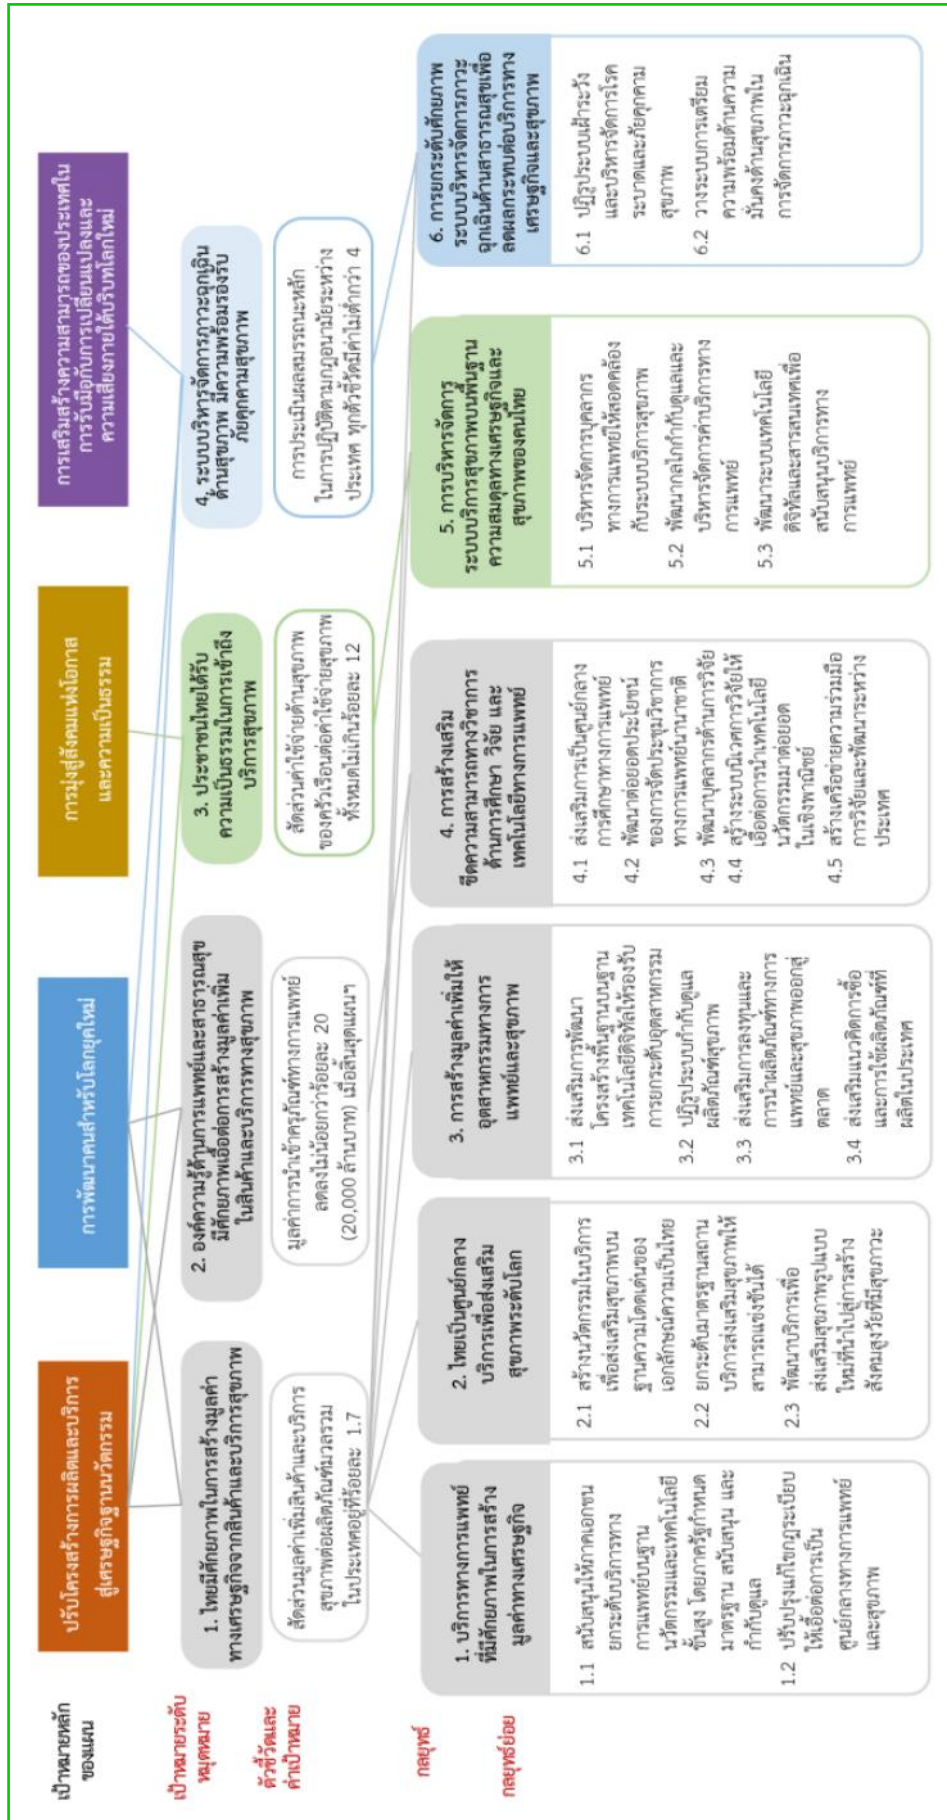 เป้าหมายหลัก
ของแผน
ปรับโครงสร้างการผลิตและบริการ
สู่เศรษฐกิจฐานนวัตกรรม
การพัฒนาคนสำหรับโลกยุคใหม่
การมุ่งสู่สังคมแห่งโอกาส
และความเป็นธรรม
การเสริมสร้างความสามารถของประเทศใน
การรับมือกับการเปลี่ยนแปลงและ
ความเสี่ยงภายใต้บริบทโลกใหม่
เป้าหมายระดับ
หมุดหมาย
1. ไทยมีศักยภาพในการสร้างมูลค่า
ทางเศรษฐกิจจากสินค้าและบริการสุขภาพ
2. องค์ความรู้ด้านการแพทย์และสาธารณสุข
มีศักยภาพเอื้อต่อการสร้างมูลค่าเพิ่ม
ในสินค้าและบริการทางสุขภาพ
3. ประชาชนไทยได้รับ
ความเป็นธรรมในการเข้าถึง
บริการสุขภาพ
4. ระบบบริหารจัดการภาวะฉุกเฉิน
ด้านสุขภาพ มีความพร้อมรองรับ
ภัยคุกคามสุขภาพ
ตัวชี้วัดและ
ค่าเป้าหมาย
สัดส่วนมูลค่าเพิ่มสินค้าและบริการ
สุขภาพต่อผลิตภัณฑ์มวลรวม
ในประเทศอยู่ที่ร้อยละ 1.7
มูลค่าการนำเข้าครุภัณฑ์ทางการแพทย์
ลดลงไม่น้อยกว่าร้อยละ 20
(20,000 ล้านบาท) เมื่อสิ้นสุดแผนฯ
สัดส่วนค่าใช้จ่ายด้านสุขภาพ
ของครัวเรือนต่อค่าใช้จ่ายสุขภาพ
ทั้งหมดไม่เกินร้อยละ 12
การประเมินผลสมรรถนะหลัก
ในการปฏิบัติตามกฎอนามัยระหว่าง
ประเทศ ทุกตัวชี้วัดมีค่าไม่ต่ำกว่า 4
กลยุทธ์
1. บริการทางการแพทย์
ที่มีศักยภาพในการสร้าง
มูลค่าทางเศรษฐกิจ
2. ไทยเป็นศูนย์กลาง
บริการเพื่อส่งเสริม
สุขภาพระดับโลก
3. การสร้างมูลค่าเพิ่มให้
อุตสาหกรรมทางการ
แพทย์และสุขภาพ
4. การสร้างเสริม
ขีดความสามารถทางวิชาการ
ด้านการศึกษา วิจัย และ
เทคโนโลยีทางการแพทย์
5. การบริหารจัดการ
ระบบบริการสุขภาพบนพื้นฐาน
ความสมดุลทางเศรษฐกิจและ
สุขภาพของคนไทย
6. การยกระดับศักยภาพ
ระบบบริหารจัดการภาวะ
ฉุกเฉินด้านสาธารณสุขเพื่อ
ลดผลกระทบต่อบริการทาง
เศรษฐกิจและสุขภาพ
กลยุทธ์ย่อย
1.1 สนับสนุนให้ภาคเอกชน
ยกระดับบริการทาง
การแพทย์บนฐาน
นวัตกรรมและเทคโนโลยี
ขั้นสูง โดยภาครัฐกำหนด
มาตรฐาน สนับสนุน และ
กำกับดูแล
1.2 ปรับปรุงแก้ไขกฎระเบียบ
ให้เอื้อต่อการเป็น
ศูนย์กลางทางการแพทย์
และสุขภาพ
2.1 สร้างนวัตกรรมในบริการ
เพื่อส่งเสริมสุขภาพบน
ฐานความโดดเด่นของ
เอกลักษณ์ความเป็นไทย
2.2 ยกระดับมาตรฐานสถาน
บริการส่งเสริมสุขภาพให้
สามารถแข่งขันได้
2.3 พัฒนาบริการเพื่อ
ส่งเสริมสุขภาพรูปแบบ
ใหม่ที่นำไปสู่การสร้าง
สังคมสูงวัยที่มีสุขภาวะ
3.1 ส่งเสริมการพัฒนา
โครงสร้างพื้นฐานบนฐาน
เทคโนโลยีดิจิทัลให้รองรับ
การยกระดับอุตสาหกรรม
3.2 ปฏิรูประบบกำกับดูแล
ผลิตภัณฑ์สุขภาพ
3.3 ส่งเสริมการลงทุนและ
การนำผลิตภัณฑ์ทางการ
แพทย์และสุขภาพออกสู่
ตลาด
3.4 ส่งเสริมแนวคิดการซื้อ
และการใช้ผลิตภัณฑ์ที่
ผลิตในประเทศ
4.1 ส่งเสริมการเป็นศูนย์กลาง
การศึกษาทางการแพทย์
4.2 พัฒนาต่อยอดประโยชน์
ของการจัดประชุมวิชาการ
ทางการแพทย์นานาชาติ
4.3 พัฒนาบุคลากรด้านการวิจัย
4.4 สร้างระบบนิเวศการวิจัยให้
เอื้อต่อการนำเทคโนโลยี
นวัตกรรมมาต่อยอด
ในเชิงพาณิชย์
4.5 สร้างเครือข่ายความร่วมมือ
การวิจัยและพัฒนาระหว่าง
ประเทศ
5.1 บริหารจัดการบุคลากร
ทางการแพทย์ให้สอดคล้อง
กับระบบบริการสุขภาพ
5.2 พัฒนากลไกกำกับดูแลและ
บริหารจัดการค่าบริการทาง
การแพทย์
5.3 พัฒนาระบบเทคโนโลยี
ดิจิทัลและสารสนเทศเพื่อ
สนับสนุนบริการทาง
การแพทย์
6.1 ปฏิรูประบบเฝ้าระวัง
และบริหารจัดการโรค
ระบาดและภัยคุกคาม
สุขภาพ
6.2 วางระบบการเตรียม
ความพร้อมด้านความ
มั่นคงด้านสุขภาพใน
การจัดการภาวะฉุกเฉิน